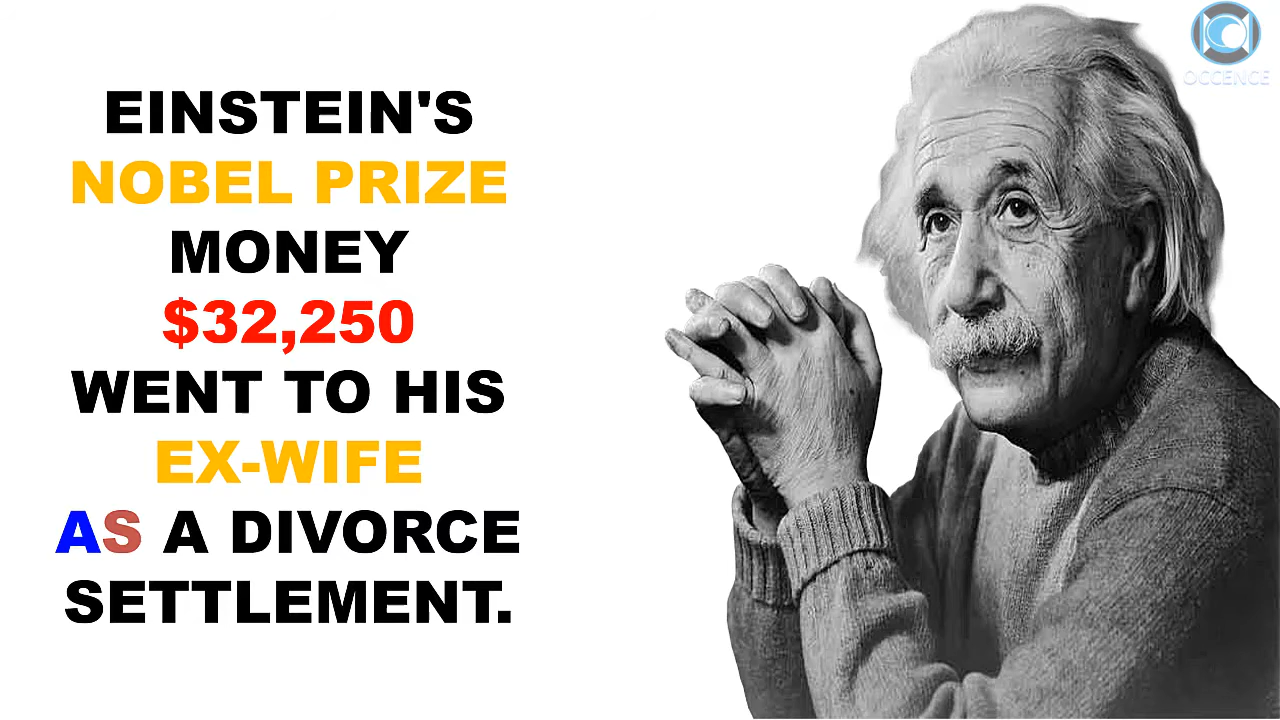 EINSTEIN'S
NOBEL PRIZE
MONEY
$32,250
WENT TO HIS
EX-WIFE
AS A DIVORCE
SETTLEMENT.
OCCENCE